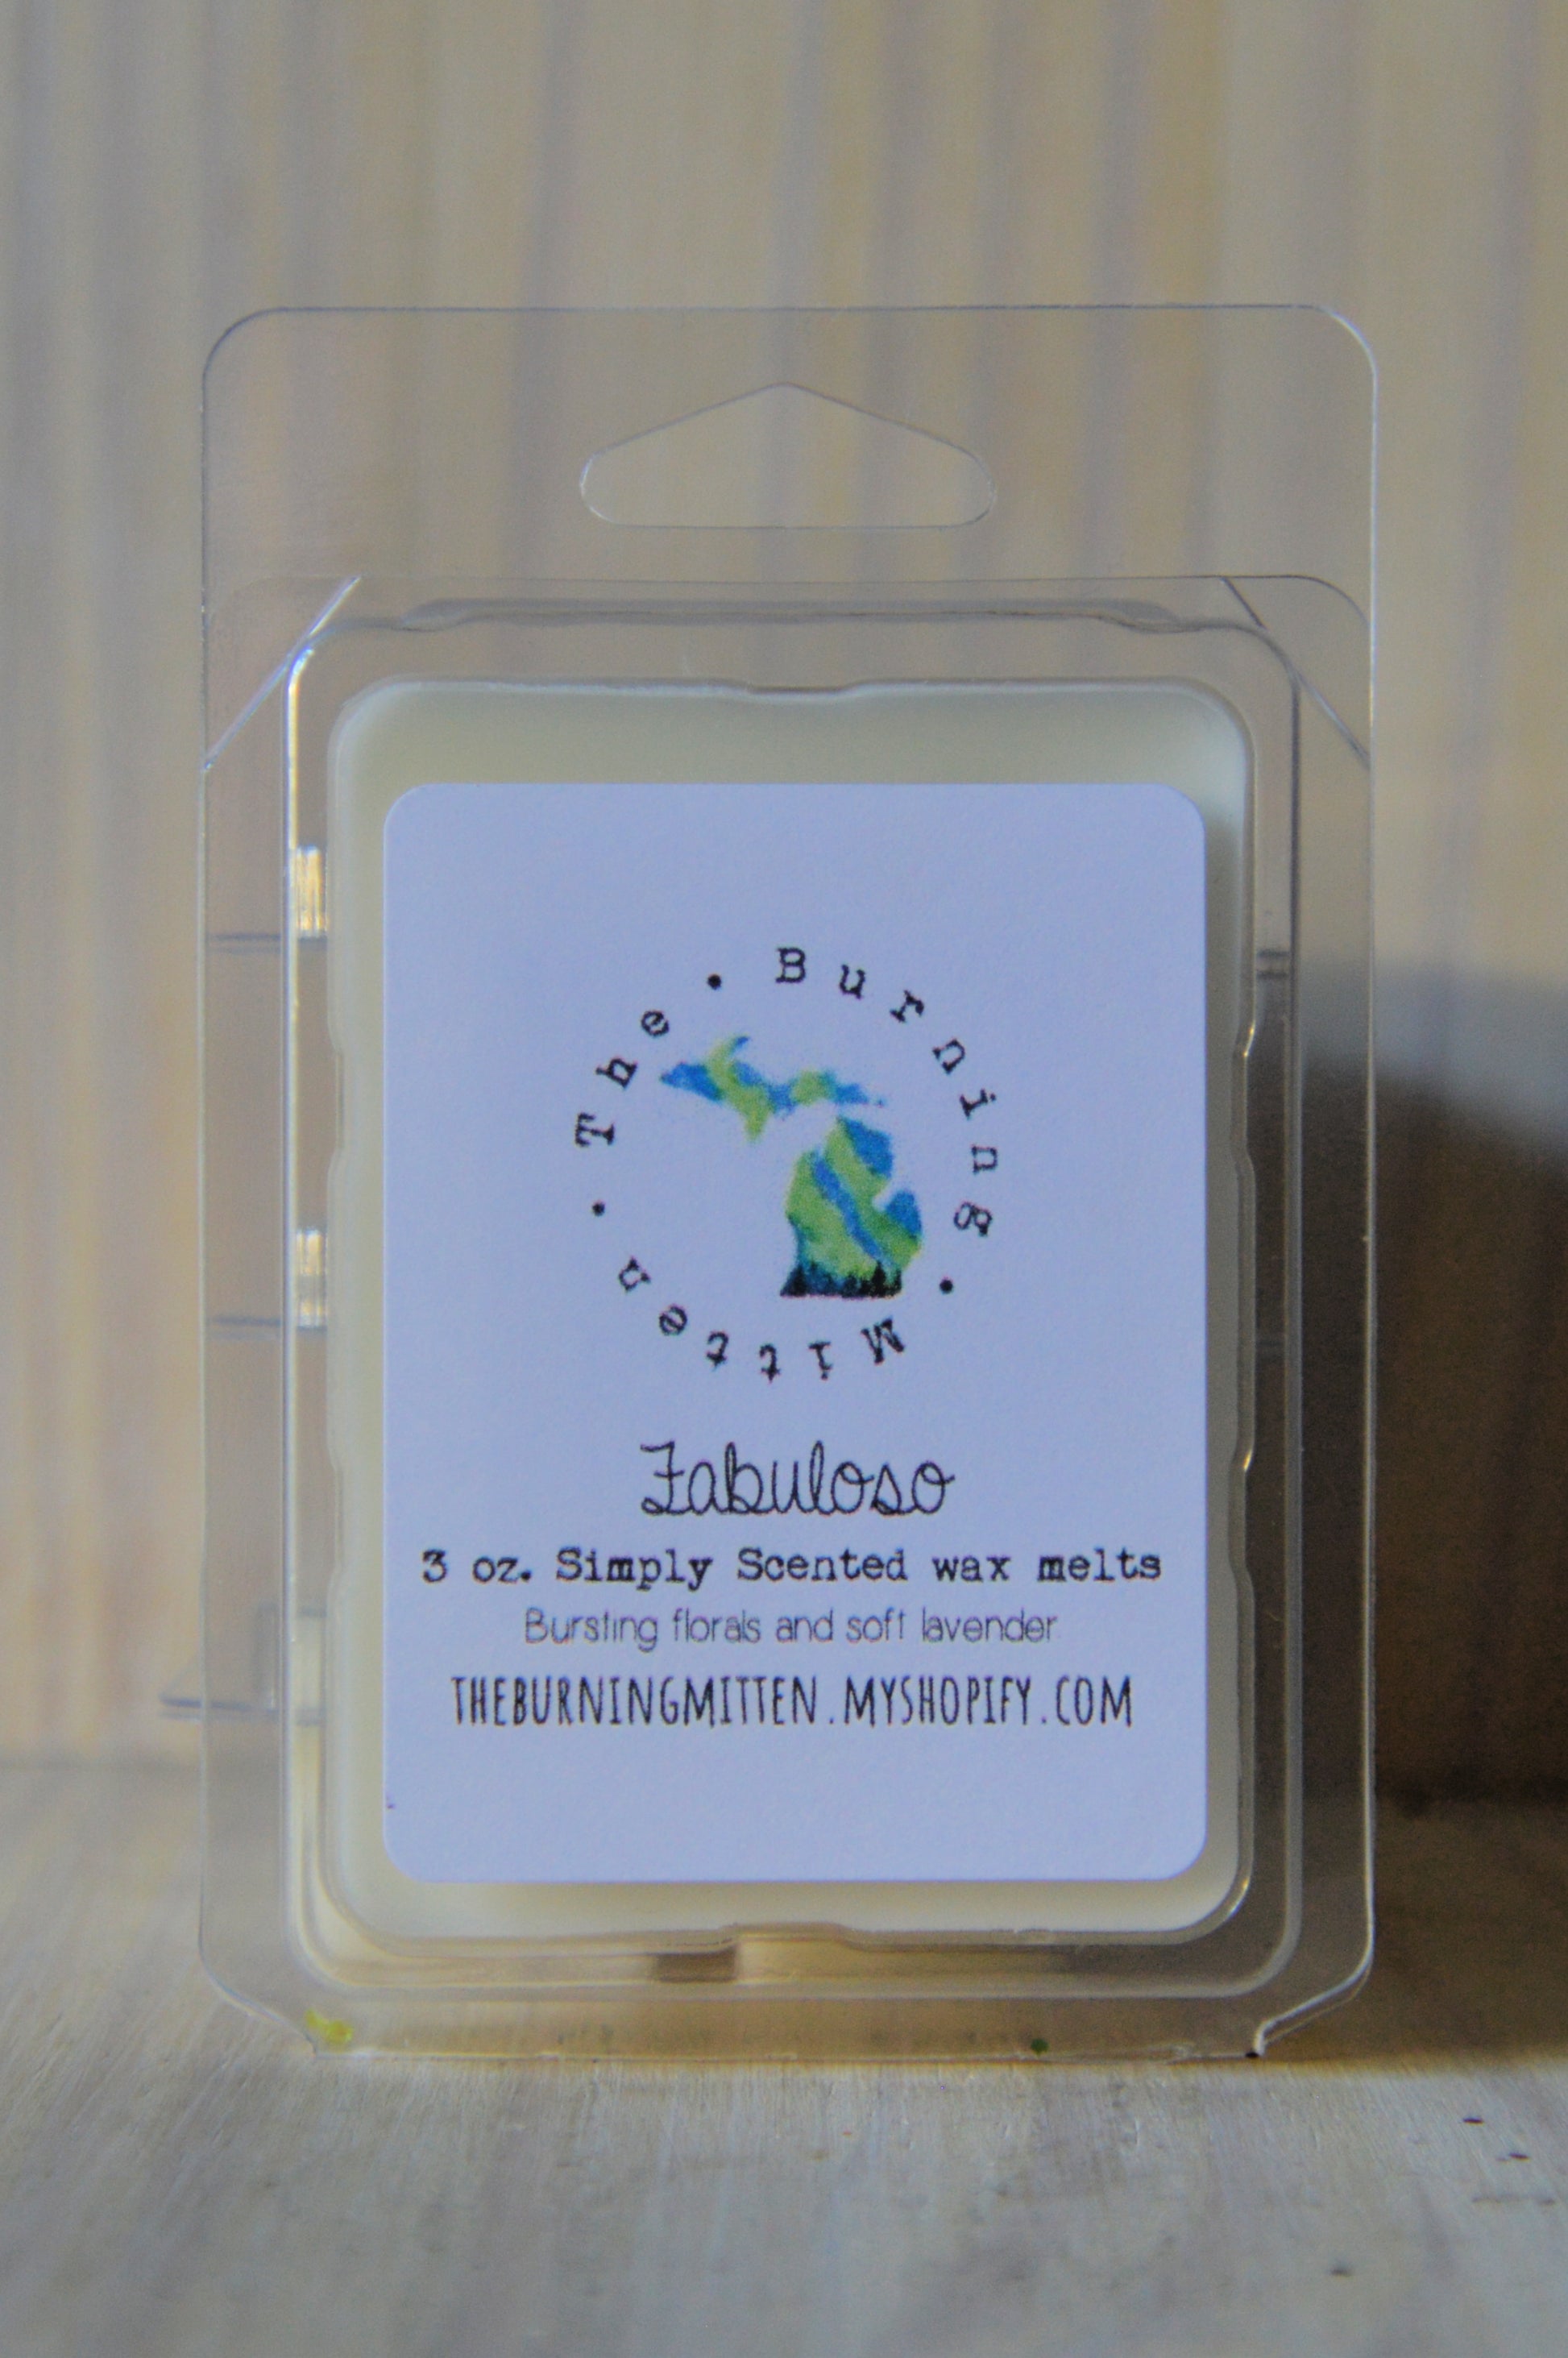 The • Burning • Mitten •
Fabuloso
3 oz. Simply Scented wax melts
Bursting florals and soft lavender
THEBURNINGMITTEN.MYSHOPIFY.COM